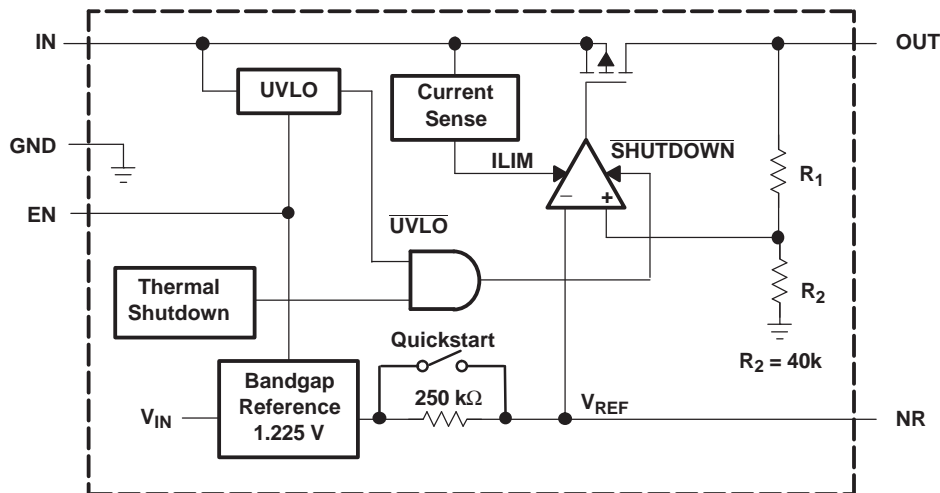 IN
OUT
UVLO
Current
Sense
GND
ILIM
SHUTDOWN
R1
EN
UVLO
− +
Thermal
Shutdown
R2
Quickstart
R2 = 40k
Bandgap
Reference
1.225 V
250 kΩ
VIN
VREF
NR